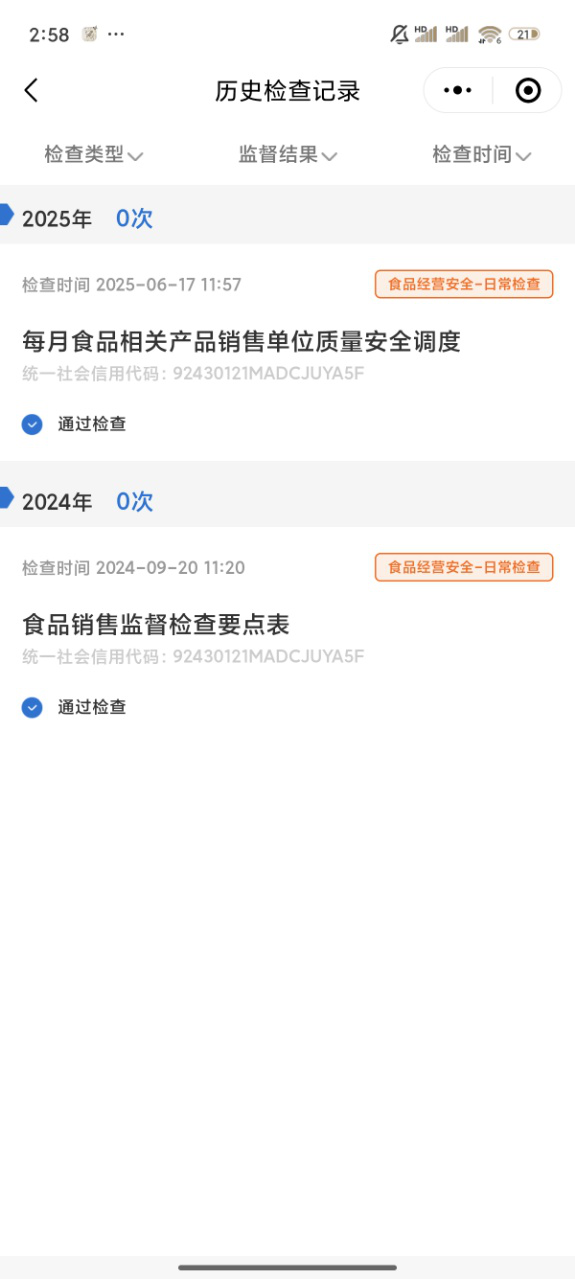 2:58 ...
HD HD 6 21
历史检查记录
检查类型 监督结果 检查时间
2025年 0次
检查时间 2025-06-17 11:57 食品经营安全-日常检查
每月食品相关产品销售单位质量安全调度
统一社会信用代码：92430121MADCJUYA5F
通过检查
2024年 0次
检查时间 2024-09-20 11:20 食品经营安全-日常检查
食品销售监督检查要点表
统一社会信用代码：92430121MADCJUYA5F
通过检查